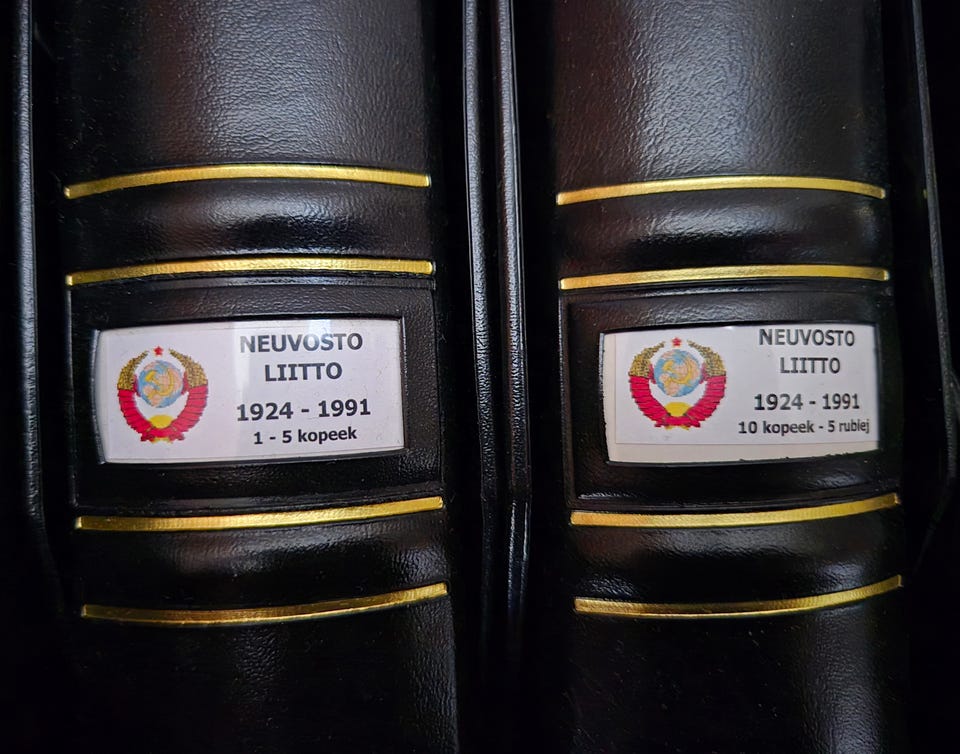 NEUVOSTO
LIITTO
1924 - 1991
1 - 5 kopeek
NEUVOSTO
LIITTO
1924 - 1991
10 kopeek - 5 rublej